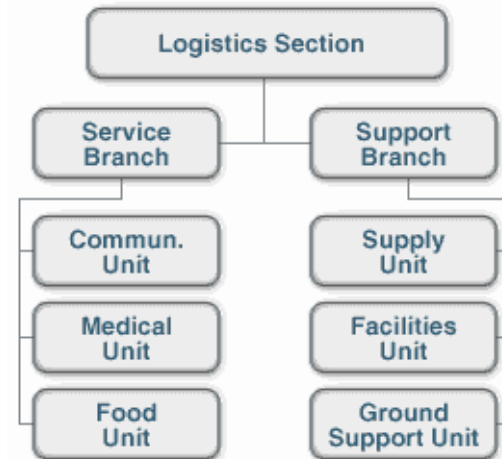 Logistics Section
Service
Branch
Support
Branch
Commun.
Unit
Supply
Unit
Medical
Unit
Facilities
Unit
Food
Unit
Ground
Support Unit